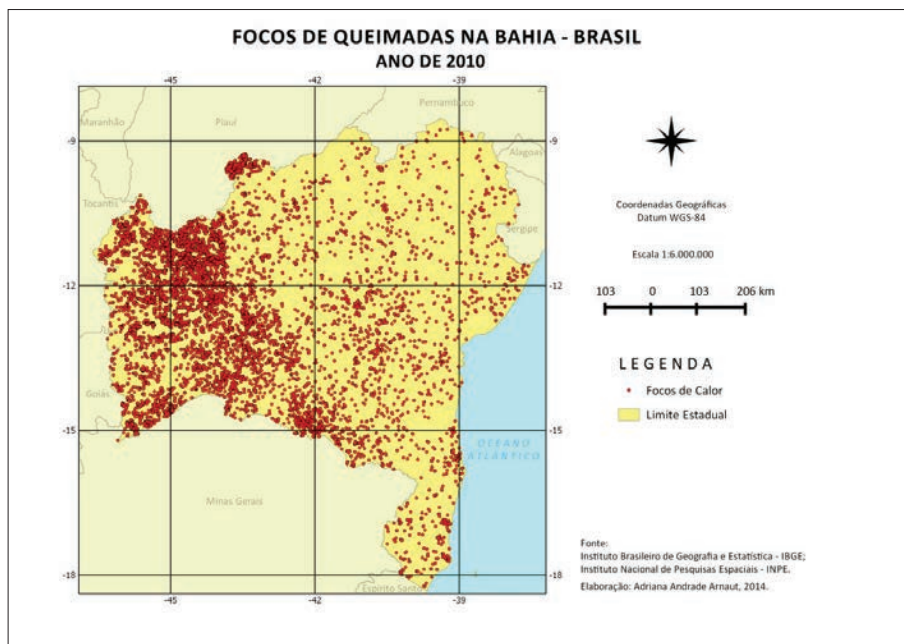 FOCOS DE QUEIMADAS NA BAHIA - BRASIL
ANO DE 2010
-45 -42 -39
Pernambuco
Maranhão Piauí
-9 -9
Alagoas
Tocantis
Sergipe
-12 -12
Goiás
-15 -15
OCEANO
ATLÂNTICO
Minas Gerais
-18 -18
Espírito Santo
-45 -42 -39
Coordenadas Geográficas
Datum WGS-84
Escala 1:6.000.000
103 0 103 206 km
LEGENDA
Focos de Calor
Limite Estadual
Fonte:
Instituto Brasileiro de Geografia e Estatística - IBGE;
Instituto Nacional de Pesquisas Espaciais - INPE.
Elaboração: Adriana Andrade Arnaut, 2014.